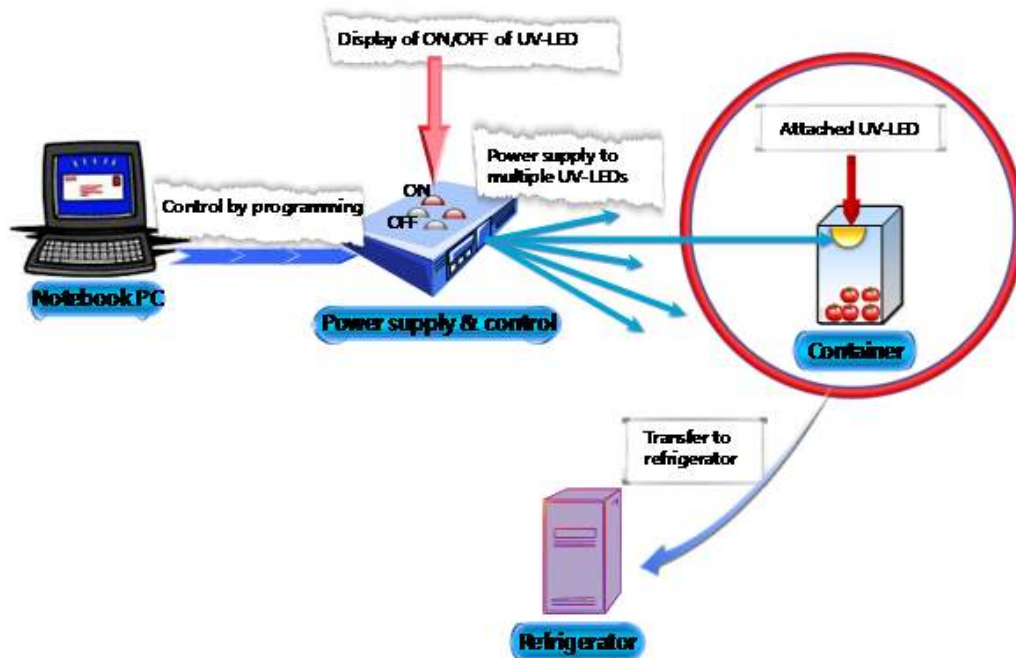 Display of ON/OFF of UV-LED
Attached UV-LED
Power supply to
multiple UV-LEDs
ON
Control by programming
OFF
Notebook PC
Power supply & control
Container
Transfer to
refrigerator
Refrigerator